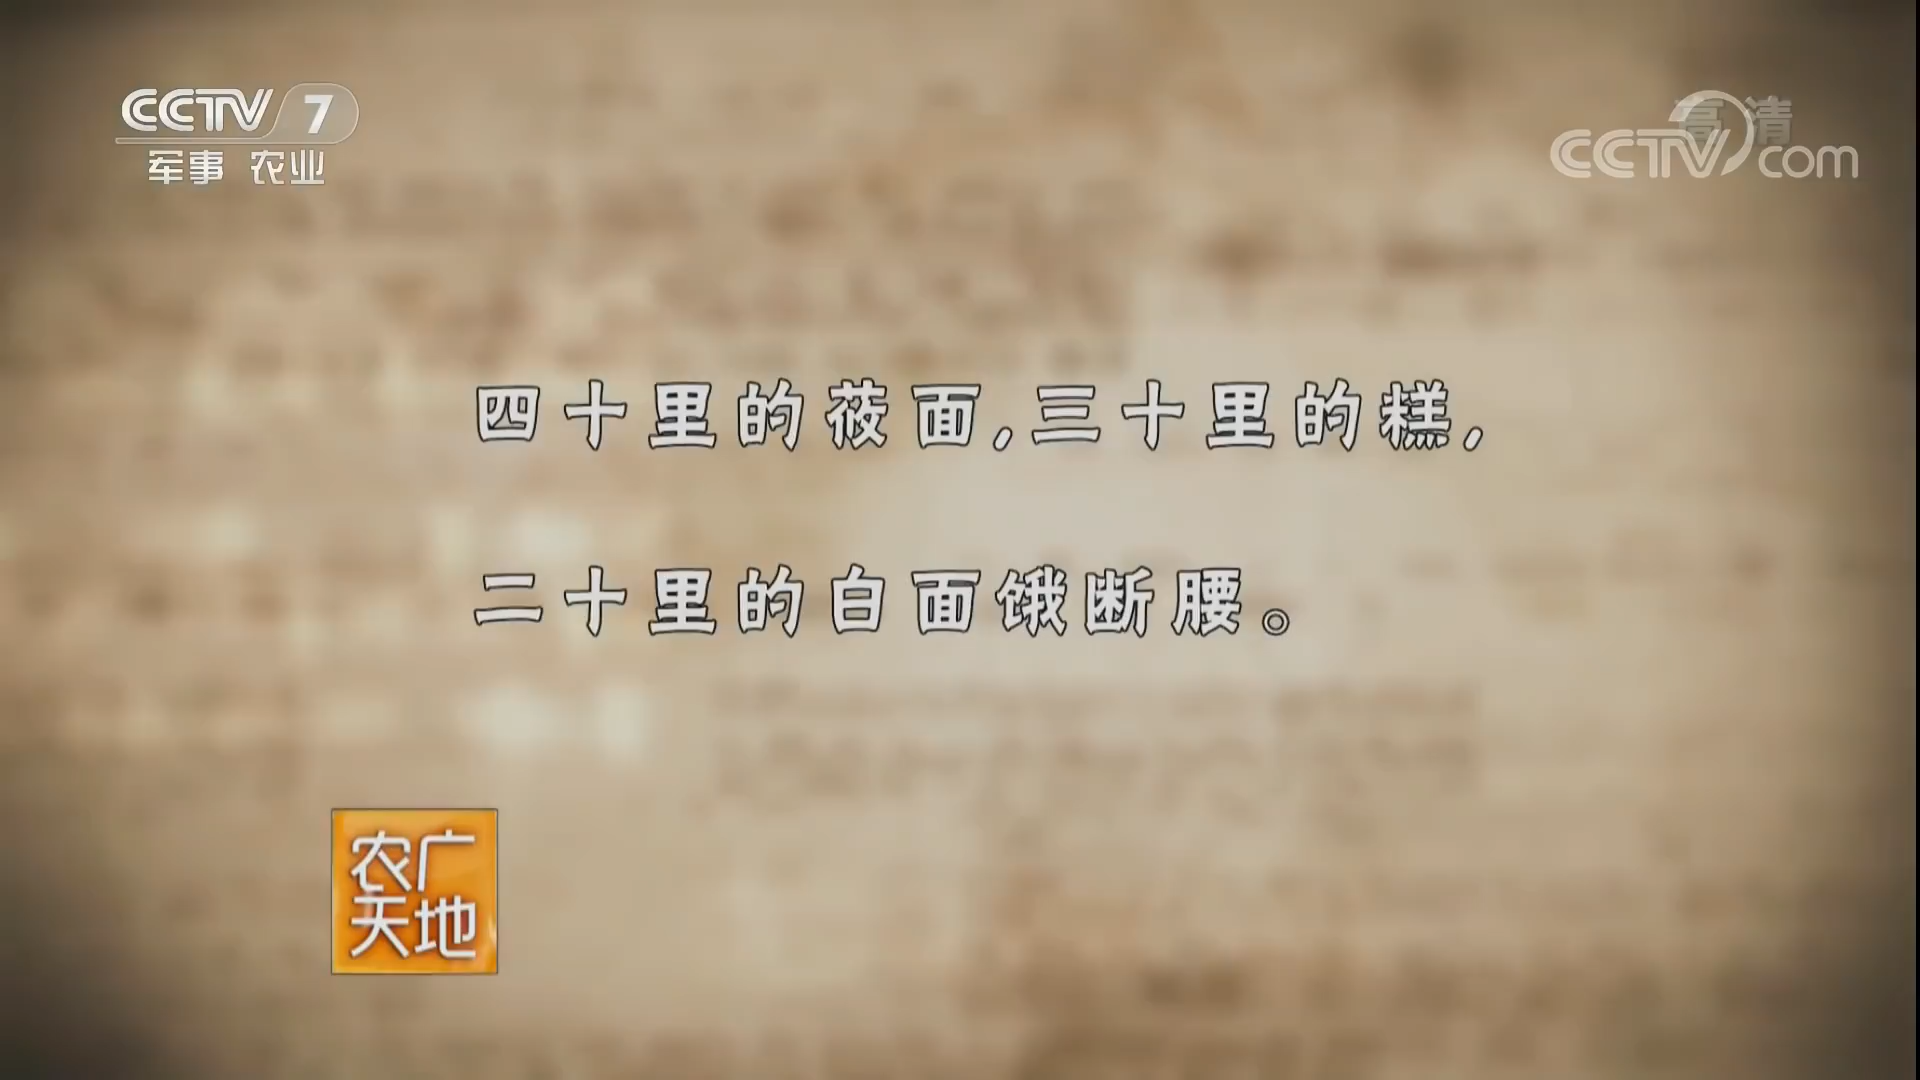 CCTV 7
军事 农业
高清
CCTV.com
四十里的莜面,三十里的糕,
二十里的白面饿断腰。
农广
天地